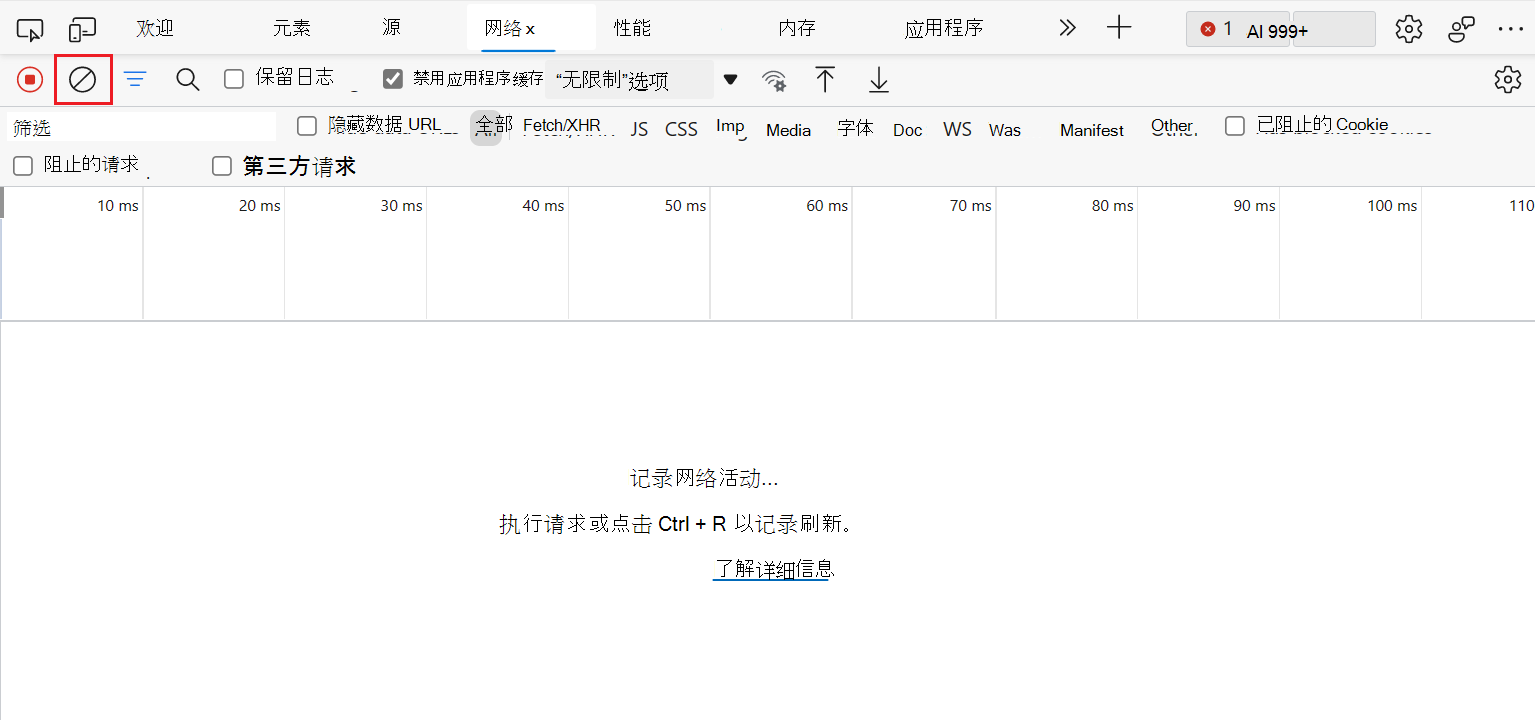 欢迎 元素 源 网络 x 性能 内存 应用程序 1 AI 999+
保留日志 禁用应用程序缓存 “无限制”选项
筛选 隐藏数据 URL 全部 Fetch/XHR JS CSS Imp Media 字体 Doc WS Was Manifest Other 已阻止的 Cookie
阻止的请求 第三方请求
10 ms 20 ms 30 ms 40 ms 50 ms 60 ms 70 ms 80 ms 90 ms 100 ms 110
记录网络活动...
执行请求或点击 Ctrl + R 以记录刷新。
了解详细信息